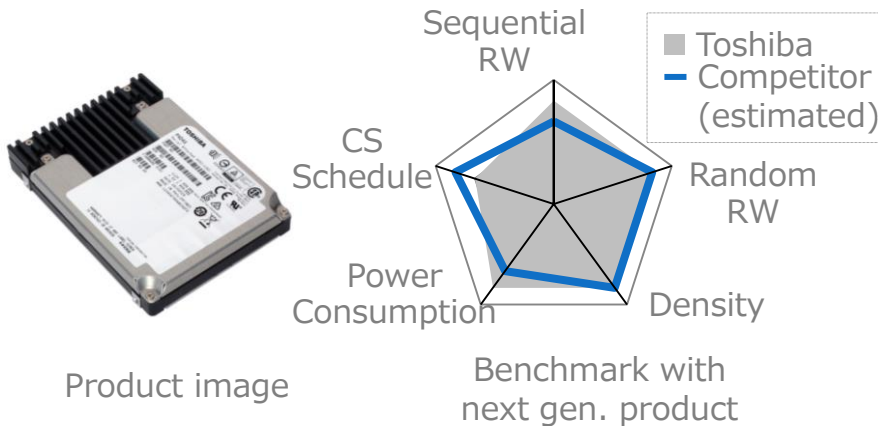 Sequential
RW
Toshiba
Competitor
(estimated)
TOSHIBA
CS
Schedule
Random
RW
Power
Consumption
Density
Product image
Benchmark with
next gen. product